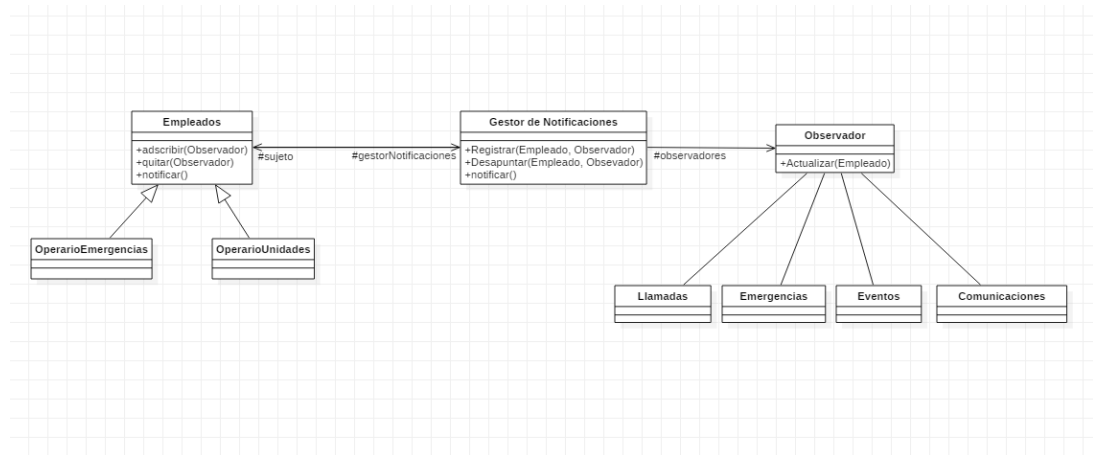 Empleados
+adscribir(Observador)
+quitar(Observador)
+notificar()
#sujeto
#gestorNotificaciones
Gestor de Notificaciones
+Registrar(Empleado, Observador)
+Desapuntar(Empleado, Obsevador)
+notificar()
#observadores
Observador
+Actualizar(Empleado)
OperarioEmergencias
OperarioUnidades
Llamadas
Emergencias
Eventos
Comunicaciones